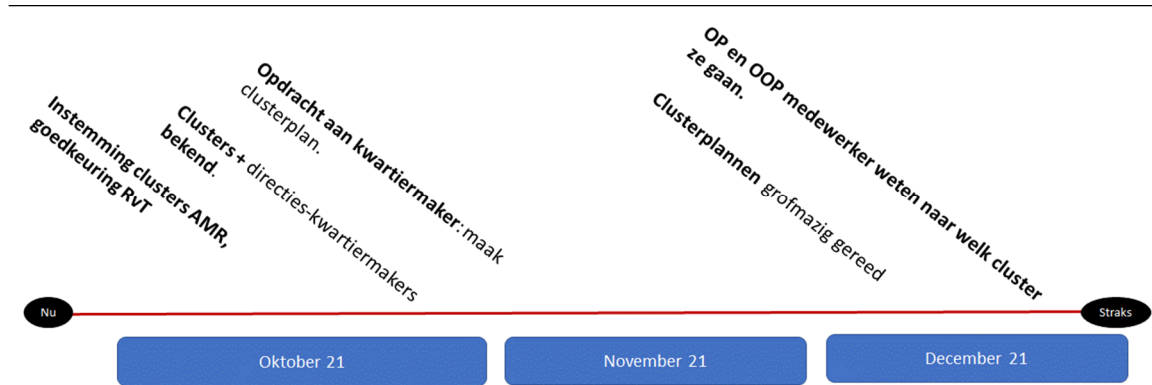 Instemming clusters AMR,
goedkeuring RvT
Clusters + directies-kwartiermakers
bekend.
Opdracht aan kwartiermaker: maak
clusterplan.
Clusterplannen grofmazig gereed
OP en OOP medewerker weten naar welk cluster
ze gaan.
Nu
Straks
Oktober 21
November 21
December 21